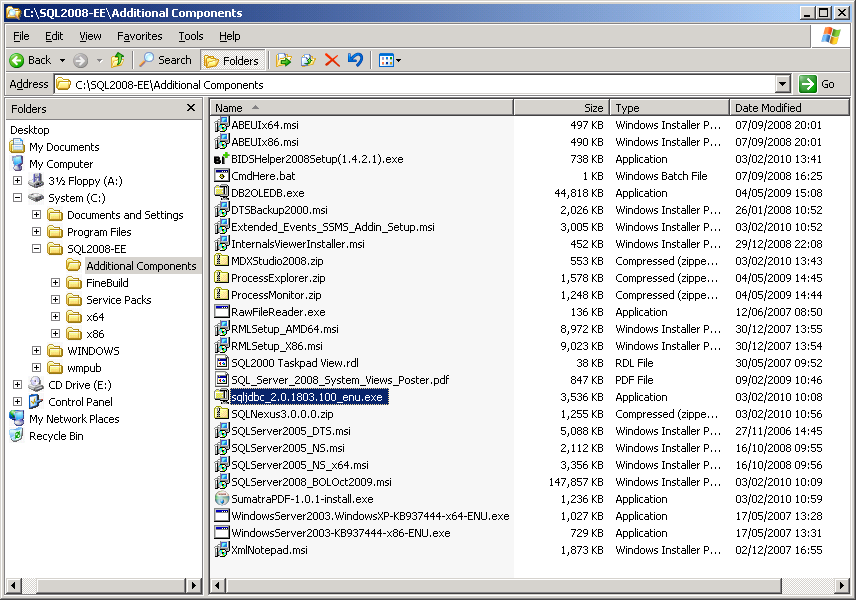 C:\SQL2008-EE\Additional Components
File Edit View Favorites Tools Help
Back Search Folders
Address C:\SQL2008-EE\Additional Components Go
Folders
Desktop
My Documents
My Computer
3½ Floppy (A:)
System (C:)
Documents and Settings
Program Files
SQL2008-EE
Additional Components
FineBuild
Service Packs
x64
x86
WINDOWS
wmpub
CD Drive (E:)
Control Panel
My Network Places
Recycle Bin
Name Size Type Date Modified
ABEUIx64.msi 497 KB Windows Installer P... 07/09/2008 20:01
ABEUIx86.msi 490 KB Windows Installer P... 07/09/2008 20:01
BIDSHelper2008Setup(1.4.2.1).exe 738 KB Application 03/02/2010 13:41
CmdHere.bat 1 KB Windows Batch File 07/09/2008 16:25
DB2OLEDB.exe 44,818 KB Application 04/05/2009 15:08
DTSBackup2000.msi 2,026 KB Windows Installer P... 26/01/2008 10:52
Extended_Events_SSMS_Addin_Setup.msi 3,005 KB Windows Installer P... 03/02/2010 10:52
InternalsViewerInstaller.msi 452 KB Windows Installer P... 29/12/2008 22:08
MDXStudio2008.zip 553 KB Compressed (zippe... 03/02/2010 13:43
ProcessExplorer.zip 1,578 KB Compressed (zippe... 04/05/2009 14:45
ProcessMonitor.zip 1,248 KB Compressed (zippe... 04/05/2009 14:44
RawFileReader.exe 136 KB Application 12/06/2007 08:50
RMLSetup_AMD64.msi 8,972 KB Windows Installer P... 30/12/2007 13:55
RMLSetup_X86.msi 9,023 KB Windows Installer P... 30/12/2007 13:54
SQL2000 Taskpad View.rdl 38 KB RDL File 30/05/2007 09:52
SQL_Server_2008_System_Views_Poster.pdf 847 KB PDF File 09/02/2009 10:46
sqljdbc_2.0.1803.100_enu.exe 3,536 KB Application 03/02/2010 10:08
SQLNexus3.0.0.0.zip 1,255 KB Compressed (zippe... 03/02/2010 10:56
SQLServer2005_DTS.msi 5,088 KB Windows Installer P... 27/11/2006 14:45
SQLServer2005_NS.msi 2,112 KB Windows Installer P... 16/10/2008 09:55
SQLServer2005_NS_x64.msi 3,356 KB Windows Installer P... 16/10/2008 09:56
SQLServer2008_BOLOct2009.msi 147,857 KB Windows Installer P... 03/02/2010 10:09
SumatraPDF-1.0.1-install.exe 1,236 KB Application 03/02/2010 10:59
WindowsServer2003.WindowsXP-KB937444-x64-ENU.exe 1,027 KB Application 17/05/2007 13:28
WindowsServer2003-KB937444-x86-ENU.exe 729 KB Application 17/05/2007 13:31
XmlNotepad.msi 1,873 KB Windows Installer P... 02/12/2007 16:55